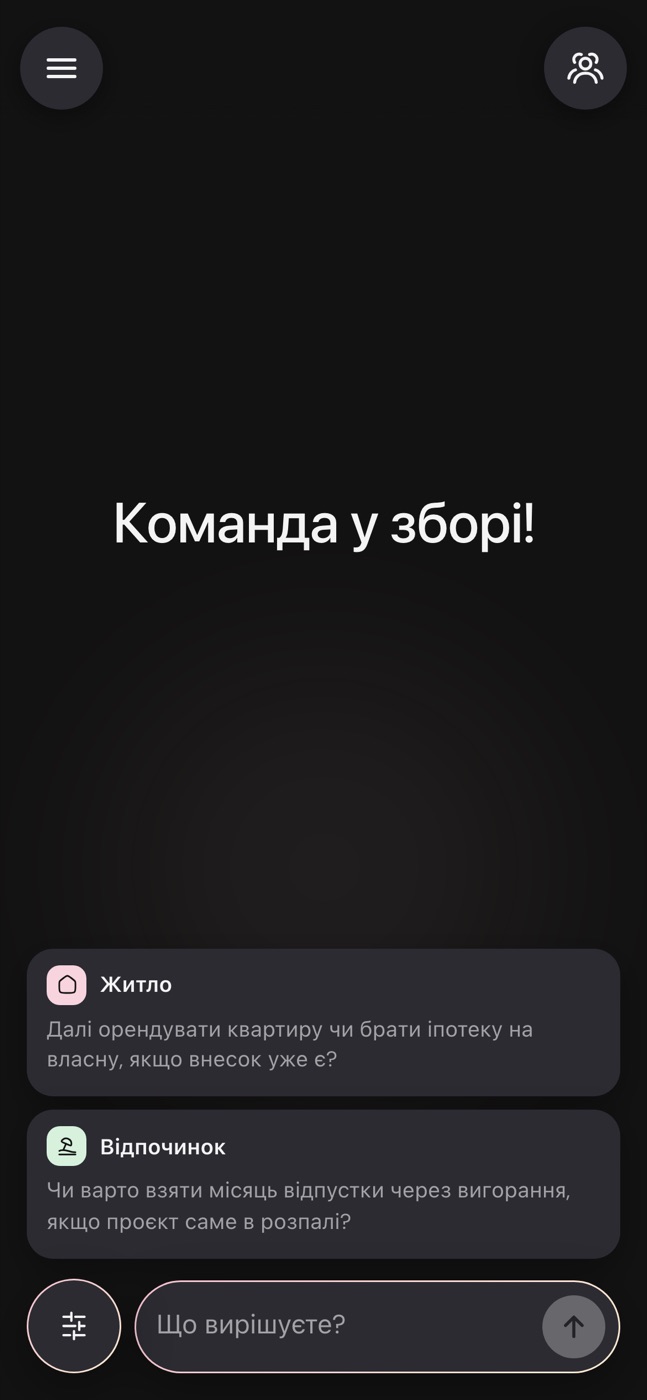 Команда у зборі!
Житло
Далі орендувати квартиру чи брати іпотеку на
власну, якщо внесок уже є?
Відпочинок
Чи варто взяти місяць відпустки через вигорання,
якщо проєкт саме в розпалі?
Що вирішуєте?